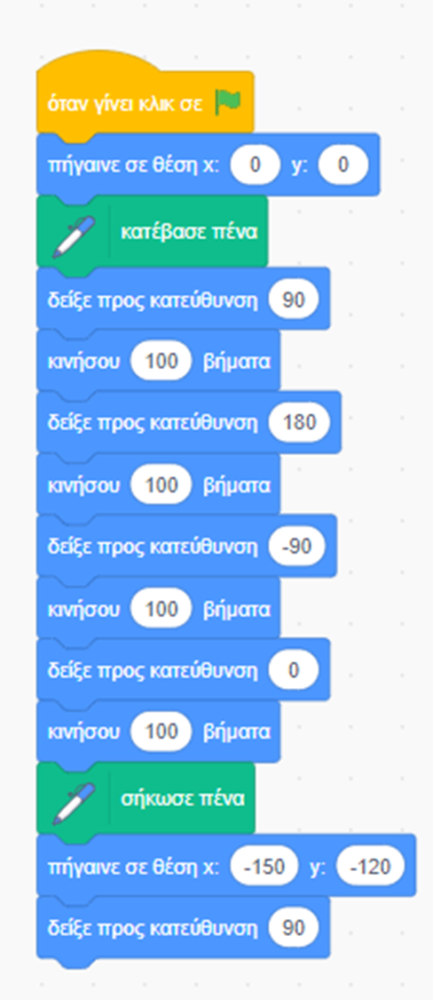 όταν γίνει κλικ σε
πήγαινε σε θέση x: 0 y: 0
κατέβασε πένα
δείξε προς κατεύθυνση 90
κινήσου 100 βήματα
δείξε προς κατεύθυνση 180
κινήσου 100 βήματα
δείξε προς κατεύθυνση -90
κινήσου 100 βήματα
δείξε προς κατεύθυνση 0
κινήσου 100 βήματα
σήκωσε πένα
πήγαινε σε θέση x: -150 y: -120
δείξε προς κατεύθυνση 90